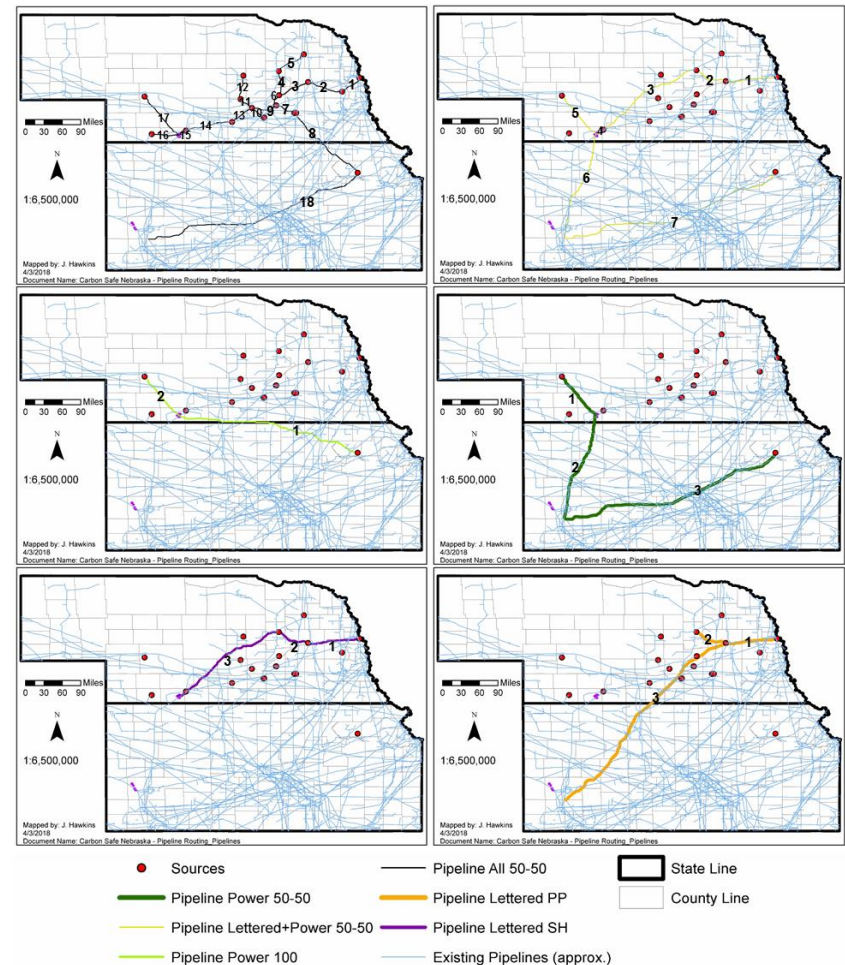 5
12
4
3
2
1
6
11
10
9
7
17
13
8
14
16
15
18
0 15 30 60 90 Miles
N
1:6,500,000
Mapped by: J. Hawkins
4/3/2018
Document Name: Carbon Safe Nebraska - Pipeline Routing_Pipelines
2
1
3
5
4
6
7
0 15 30 60 90 Miles
N
1:6,500,000
Mapped by: J. Hawkins
4/3/2018
Document Name: Carbon Safe Nebraska - Pipeline Routing_Pipelines
2
1
0 15 30 60 90 Miles
N
1:6,500,000
Mapped by: J. Hawkins
4/3/2018
Document Name: Carbon Safe Nebraska - Pipeline Routing_Pipelines
1
2
3
0 15 30 60 90 Miles
N
1:6,500,000
Mapped by: J. Hawkins
4/3/2018
Document Name: Carbon Safe Nebraska - Pipeline Routing_Pipelines
2
1
3
0 15 30 60 90 Miles
N
1:6,500,000
Mapped by: J. Hawkins
4/3/2018
Document Name: Carbon Safe Nebraska - Pipeline Routing_Pipelines
2
1
3
0 15 30 60 90 Miles
N
1:6,500,000
Mapped by: J. Hawkins
4/3/2018
Document Name: Carbon Safe Nebraska - Pipeline Routing_Pipelines
Sources
Pipeline Power 50-50
Pipeline Lettered+Power 50-50
Pipeline Power 100
Pipeline All 50-50
Pipeline Lettered PP
Pipeline Lettered SH
Existing Pipelines (approx.)
State Line
County Line